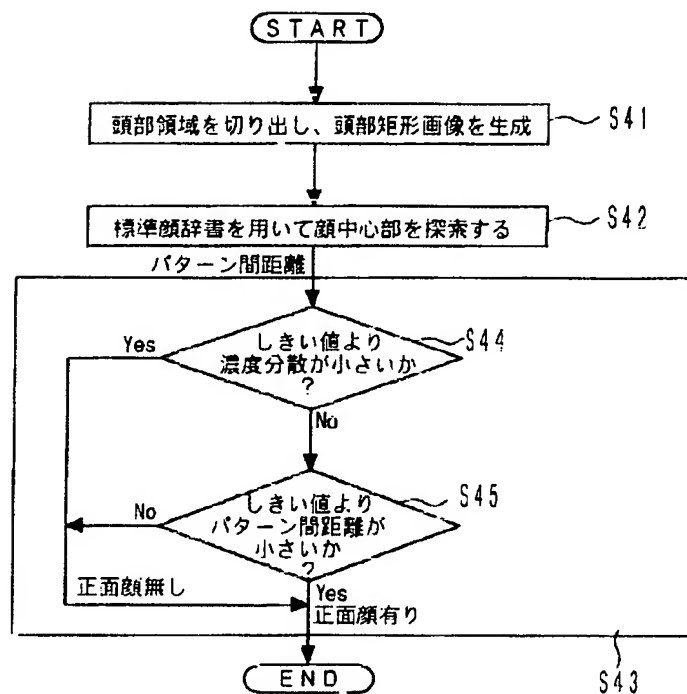 START
頭部領域を切り出し、頭部矩形画像を生成
S41
標準顔辞書を用いて顔中心部を探索する
S42
パターン間距離
しきい値より
濃度分散が小さいか
?
S44
Yes
No
しきい値より
パターン間距離が
小さいか
?
S45
No
正面顔無し
Yes
正面顔有り
END
S43